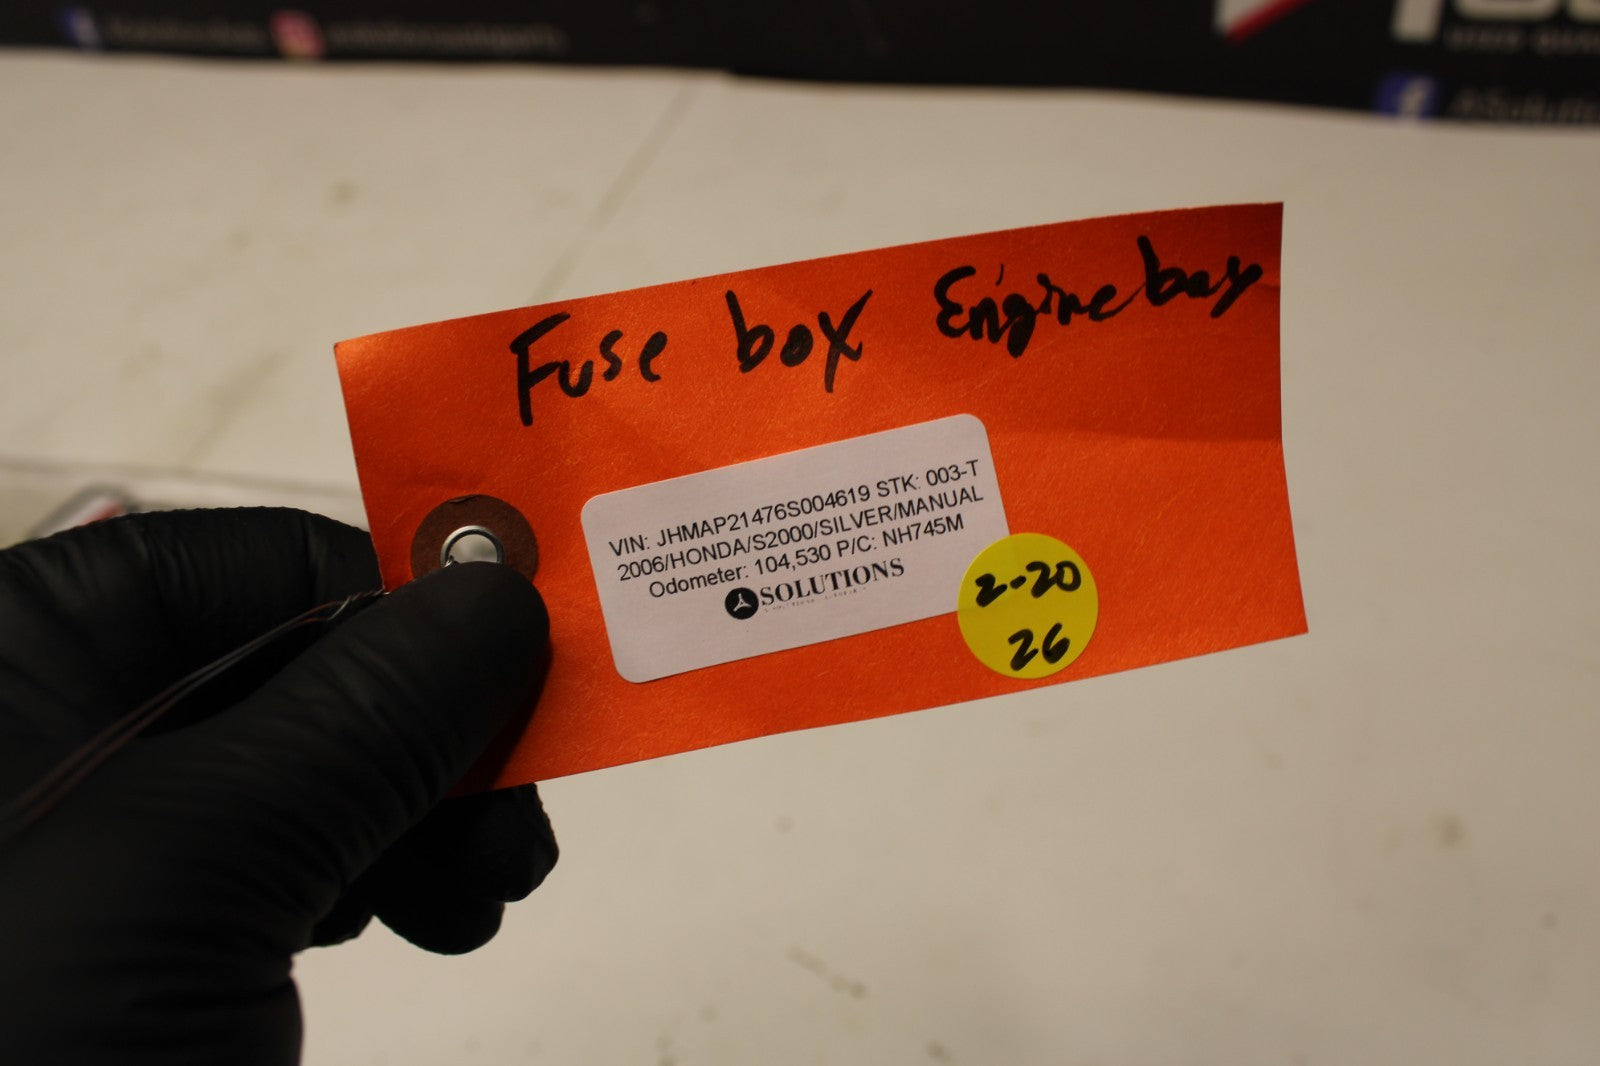 Fuse box Engine bay
VIN: JHMAP21476S004619 STK: 003-T
2006/HONDA/S2000/SILVER/MANUAL
Odometer: 104,530 P/C: NH745M
SOLUTIONS
2-20
26